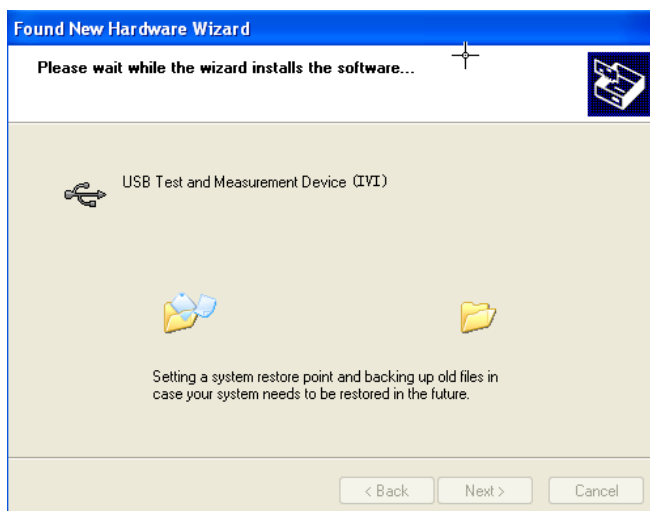 Found New Hardware Wizard
Please wait while the wizard installs the software...
USB Test and Measurement Device (IVI)
Setting a system restore point and backing up old files in
case your system needs to be restored in the future.
< Back
Next >
Cancel